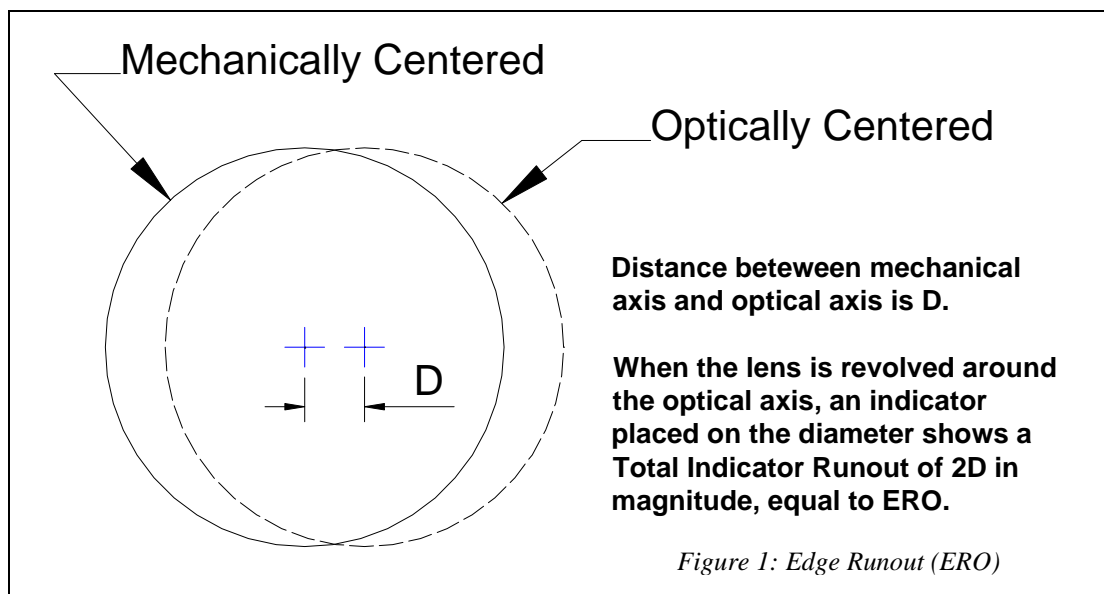 Mechanically Centered
Optically Centered
Distance beteween mechanical
axis and optical axis is D.
When the lens is revolved around
the optical axis, an indicator
placed on the diameter shows a
Total Indicator Runout of 2D in
magnitude, equal to ERO.
D
Figure 1: Edge Runout (ERO)